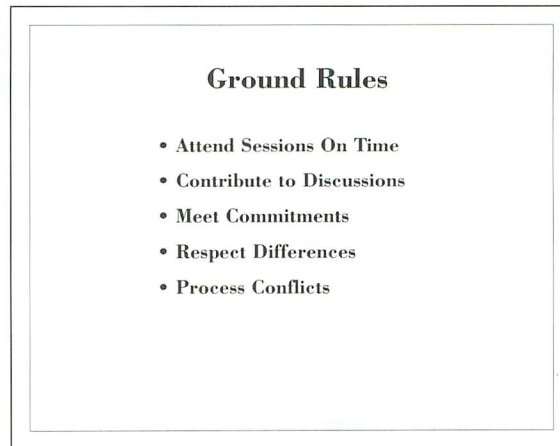 Ground Rules
• Attend Sessions On Time
• Contribute to Discussions
• Meet Commitments
• Respect Differences
• Process Conflicts